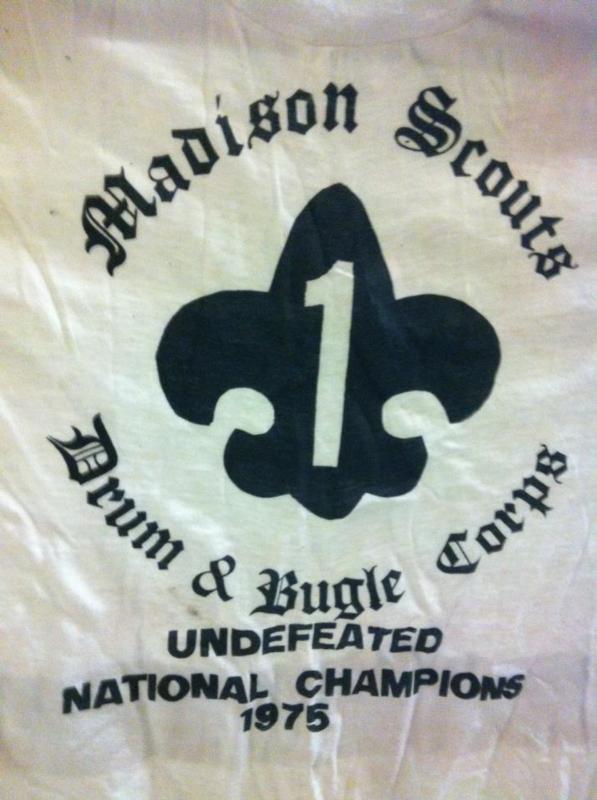 Madison Scouts
1
Drum & Bugle Corps
UNDEFEATED
NATIONAL CHAMPIONS
1975